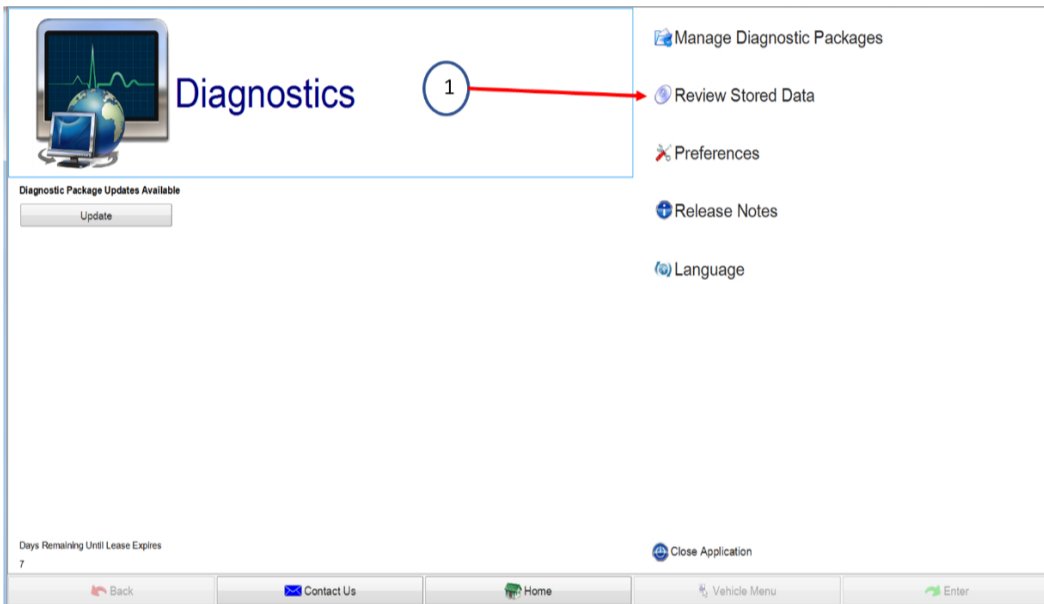 Diagnostics
1
Manage Diagnostic Packages
Review Stored Data
Preferences
Release Notes
Language
Diagnostic Package Updates Available
Update
Days Remaining Until Lease Expires
7
Close Application
Back
Contact Us
Home
Vehicle Menu
Enter